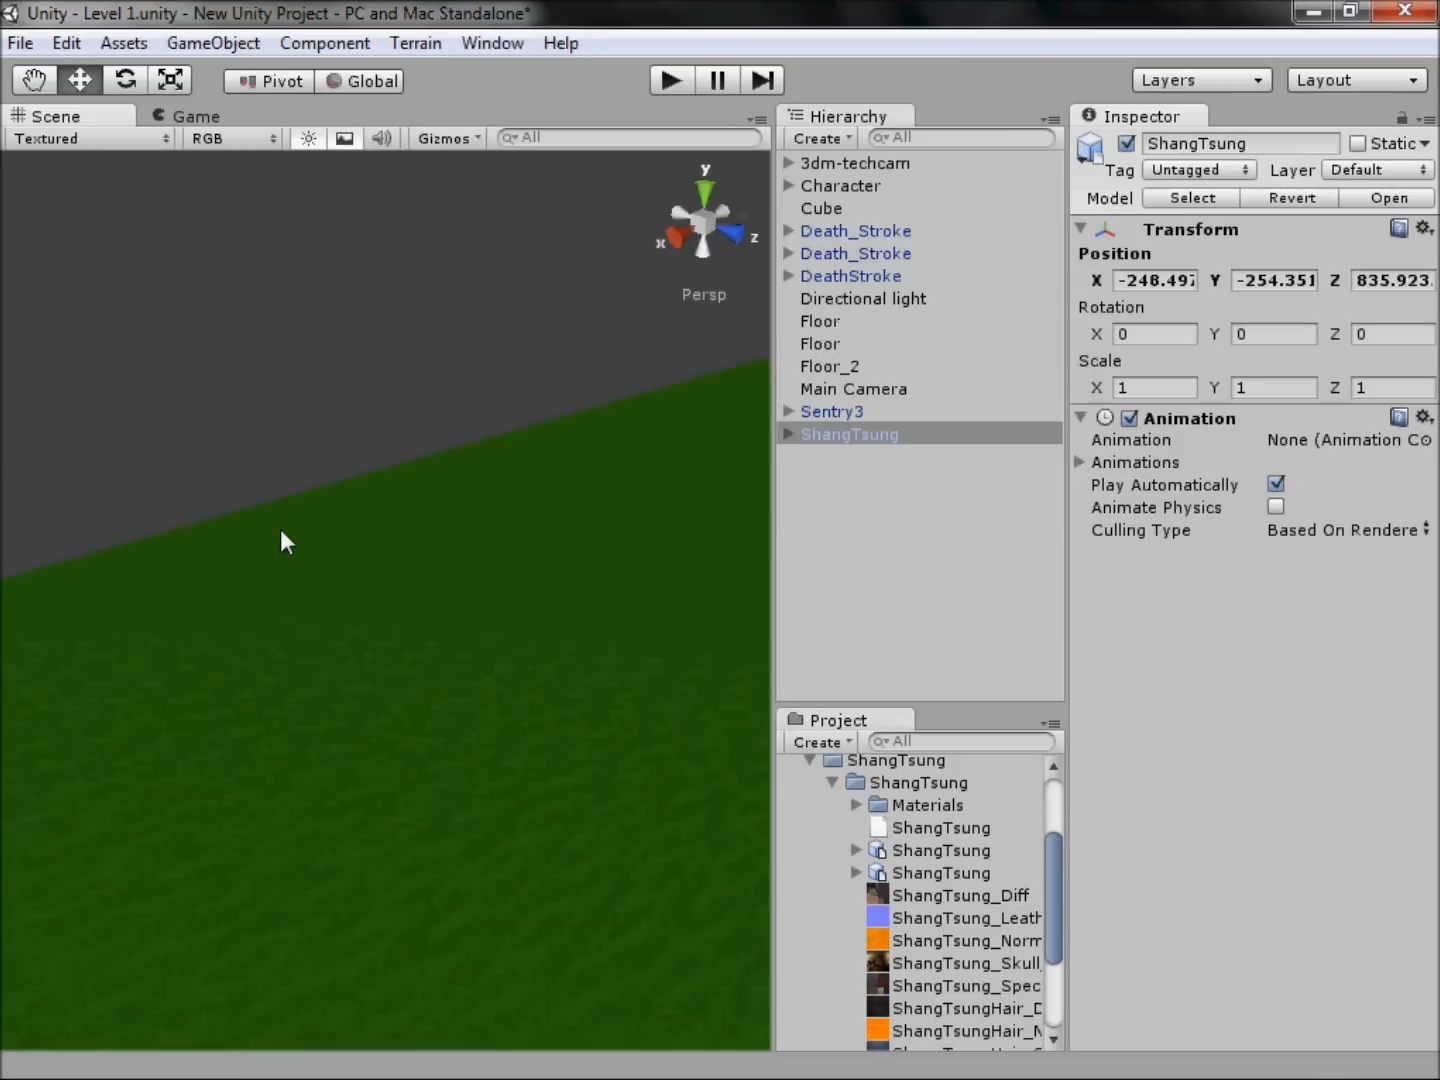 Unity - Level 1.unity - New Unity Project - PC and Mac Standalone*
File Edit Assets GameObject Component Terrain Window Help
Pivot Global Layers Layout
Scene Game
Textured RGB Gizmos All
y
x z
Persp
Hierarchy
Create All
3dm-techcam
Character
Cube
Death_Stroke
Death_Stroke
DeathStroke
Directional light
Floor
Floor
Floor_2
Main Camera
Sentry3
ShangTsung
Project
Create All
ShangTsung
ShangTsung
Materials
ShangTsung
ShangTsung
ShangTsung
ShangTsung_Diff
ShangTsung_Leath
ShangTsung_Norm
ShangTsung_Skull_
ShangTsung_Spec
ShangTsungHair_D
ShangTsungHair_N
Inspector
ShangTsung Static
Tag Untagged Layer Default
Model Select Revert Open
Transform
Position
X -248.497 Y -254.351 Z 835.923
Rotation
X 0 Y 0 Z 0
Scale
X 1 Y 1 Z 1
Animation
Animation None (Animation C
Animations
Play Automatically
Animate Physics
Culling Type Based On Rendere